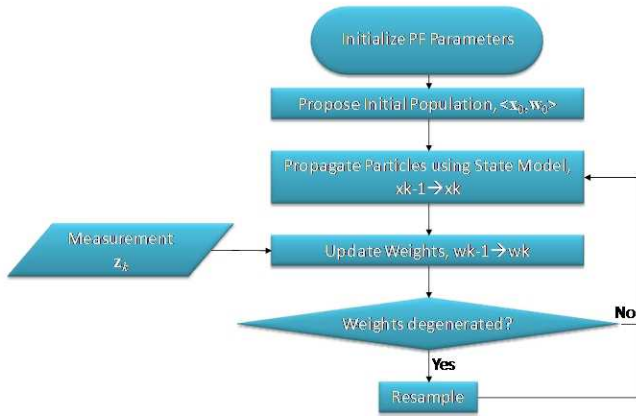 Initialize PF Parameters
Propose Initial Population, <x₀,w₀>
Propagate Particles using State Model,
xk-1→xk
Measurement
zₖ
Update Weights, wk-1→wk
Weights degenerated?
No
Yes
Resample